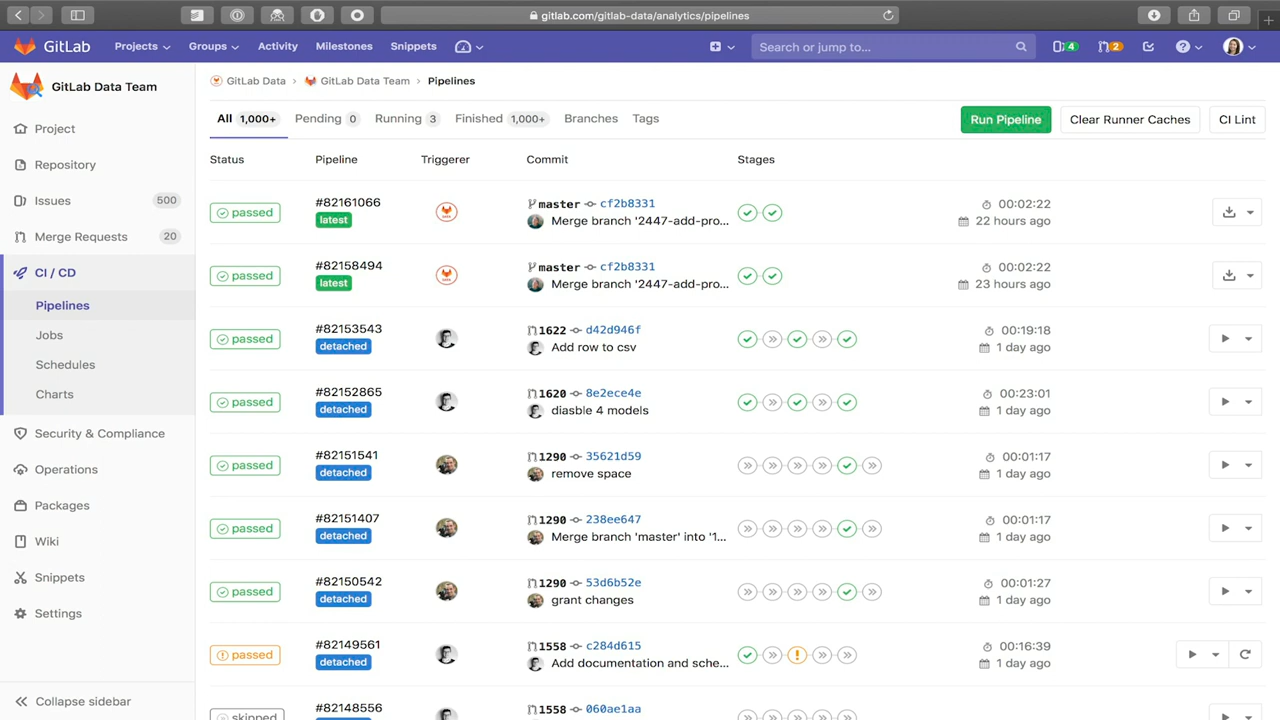 gitlab.com/gitlab-data/analytics/pipelines
GitLab Projects Groups Activity Milestones Snippets Search or jump to... 4 2
GitLab Data Team
Project
Repository
Issues 500
Merge Requests 20
CI / CD
Pipelines
Jobs
Schedules
Charts
Security & Compliance
Operations
Packages
Wiki
Snippets
Settings
Collapse sidebar
GitLab Data › GitLab Data Team › Pipelines
All 1,000+ Pending 0 Running 3 Finished 1,000+ Branches Tags Run Pipeline Clear Runner Caches CI Lint
Status Pipeline Triggerer Commit Stages
passed #82161066 master cf2b8331 00:02:22
latest Merge branch '2447-add-pro... 22 hours ago
passed #82158494 master cf2b8331 00:02:22
latest Merge branch '2447-add-pro... 23 hours ago
passed #82153543 1622 d42d946f 00:19:18
detached Add row to csv 1 day ago
passed #82152865 1620 8e2ece4e 00:23:01
detached diasble 4 models 1 day ago
passed #82151541 1290 35621d59 00:01:17
detached remove space 1 day ago
passed #82151407 1290 238ee647 00:01:17
detached Merge branch 'master' into '1... 1 day ago
passed #82150542 1290 53d6b52e 00:01:27
detached grant changes 1 day ago
passed #82149561 1558 c284d615 00:16:39
detached Add documentation and sche... 1 day ago
skipped #82148556 1558 060ae1aa